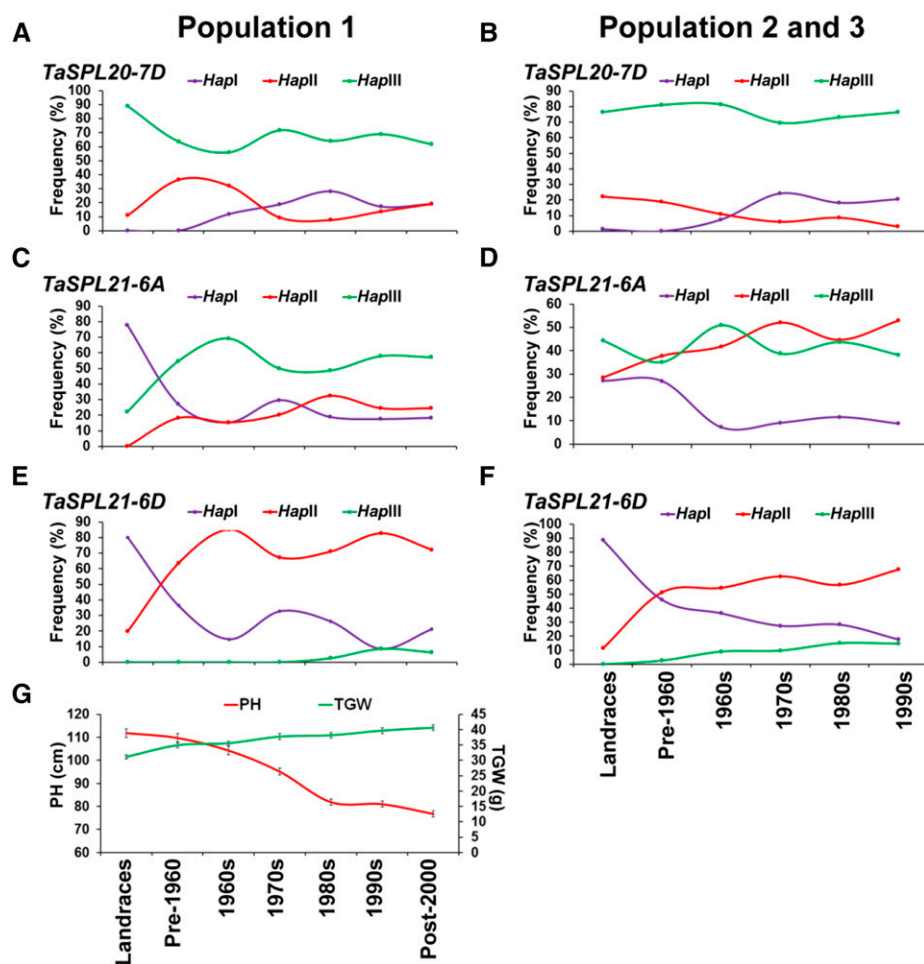 Population 1
Population 2 and 3
A
TaSPL20-7D
HapI HapII HapIII
Frequency (%)
100
90
80
70
60
50
40
30
20
10
0
B
TaSPL20-7D
HapI HapII HapIII
Frequency (%)
90
80
70
60
50
40
30
20
10
0
C
TaSPL21-6A
HapI HapII HapIII
Frequency (%)
90
80
70
60
50
40
30
20
10
0
D
TaSPL21-6A
HapI HapII HapIII
Frequency (%)
60
50
40
30
20
10
0
E
TaSPL21-6D
HapI HapII HapIII
Frequency (%)
90
80
70
60
50
40
30
20
10
0
F
TaSPL21-6D
HapI HapII HapIII
Frequency (%)
100
90
80
70
60
50
40
30
20
10
0
Landraces
Pre-1960
1960s
1970s
1980s
1990s
G
PH TGW
PH (cm)
120
110
100
90
80
70
60
TGW (g)
45
40
35
30
25
20
15
10
5
0
Landraces
Pre-1960
1960s
1970s
1980s
1990s
Post-2000